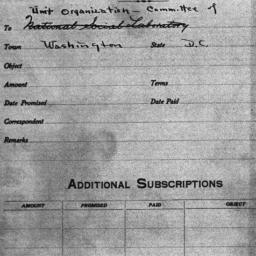 Unit Organization - Committee of
To National Social Laboratory
Town Washington State D.C.
Object
Amount Terms
Date Promised Date Paid
Correspondent
Remarks
ADDITIONAL SUBSCRIPTIONS
AMOUNT PROMISED PAID OBJECT